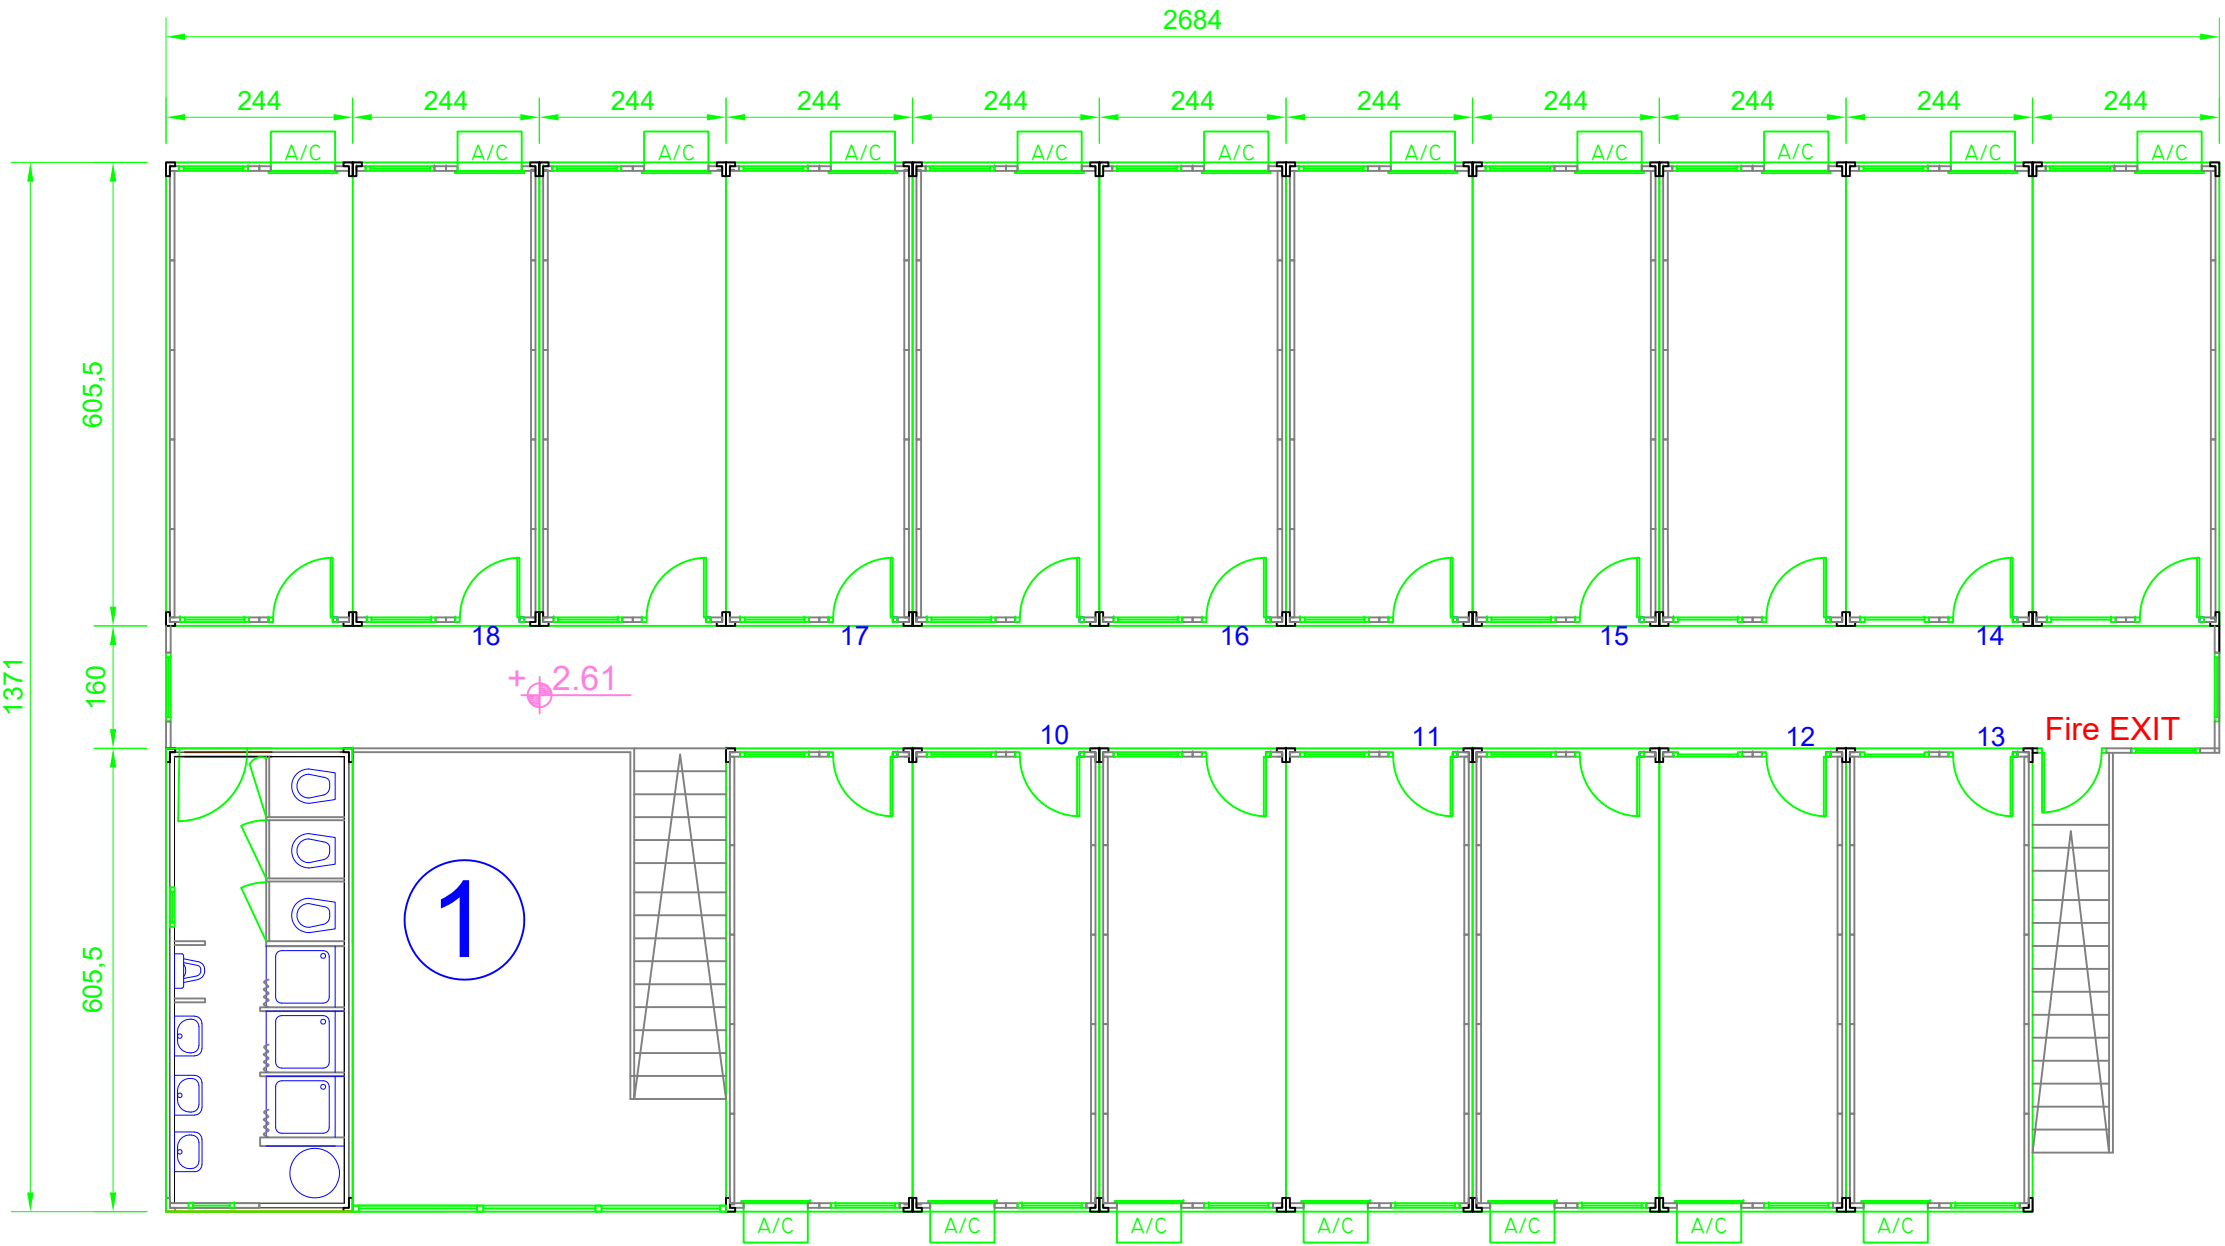 2684
244 244 244 244 244 244 244 244 244 244 244
A/C A/C A/C A/C A/C A/C A/C A/C A/C A/C A/C
605,5
18 17 16 15 14
1371
160
+2.61
10 11 12 13 Fire EXIT
1
605,5
A/C A/C A/C A/C A/C A/C A/C